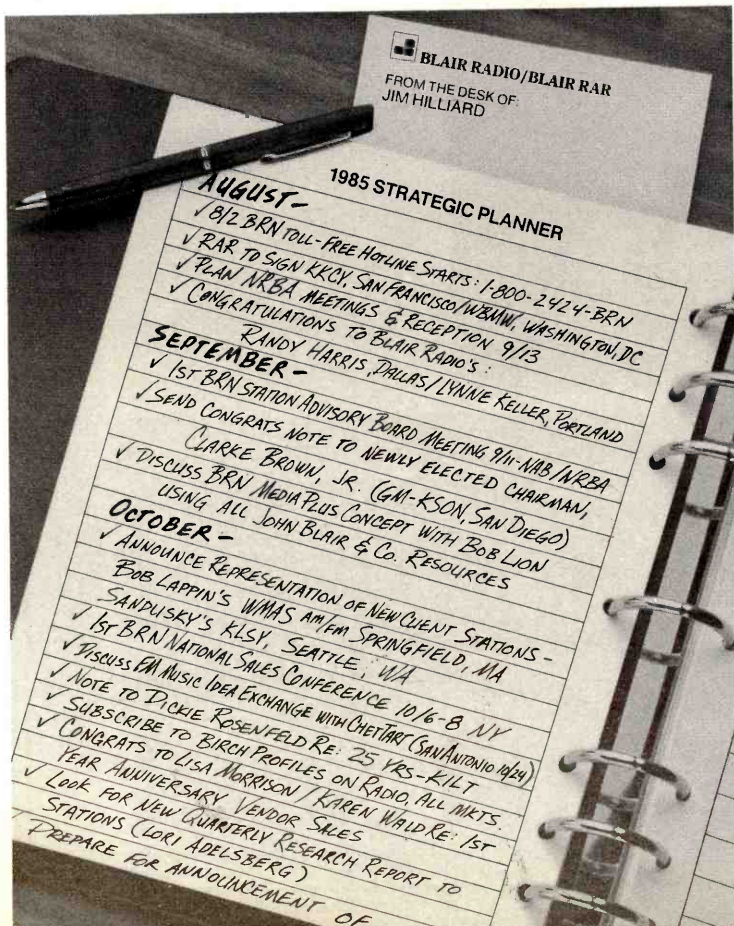 BLAIR RADIO/BLAIR RAR
FROM THE DESK OF:
JIM HILLIARD
1985 STRATEGIC PLANNER
AUGUST-
✓ 8/2 BRN TOLL-FREE HOTLINE STARTS: 1-800-2424-BRN
✓ RAR TO SIGN KKCY, SAN FRANCISCO/WBMW, WASHINGTON, DC
✓ PLAN NRBA MEETINGS & RECEPTION 9/13
✓ CONGRATULATIONS TO BLAIR RADIO'S:
RANDY HARRIS, DALLAS/LYNNE KELLER, PORTLAND
SEPTEMBER-
✓ 1ST BRN STATION ADVISORY BOARD MEETING 9/11-NAB/NRBA
✓ SEND CONGRATS NOTE TO NEWLY ELECTED CHAIRMAN,
CLARKE BROWN, JR. (GM-KSON, SAN DIEGO)
✓ DISCUSS BRN MEDIAPLUS CONCEPT WITH BOB LION
USING ALL JOHN BLAIR & CO. RESOURCES
OCTOBER-
✓ ANNOUNCE REPRESENTATION OF NEW CLIENT STATIONS-
BOB LAPPIN'S WMAS AM/FM SPRINGFIELD, MA
SANDUSKY'S KLSY, SEATTLE, WA
✓ 1ST BRN NATIONAL SALES CONFERENCE 10/6-8 NY
✓ DISCUSS FM MUSIC IDEA EXCHANGE WITH CHET TART (SAN ANTONIO 10/24)
✓ NOTE TO DICKIE ROSENFELD RE: 25 YRS-KILT
✓ SUBSCRIBE TO BIRCH PROFILES ON RADIO, ALL MKTS.
✓ CONGRATS TO LISA MORRISON/KAREN WALD RE: 1ST
YEAR ANNIVERSARY VENDOR SALES
✓ LOOK FOR NEW QUARTERLY RESEARCH REPORT TO
STATIONS (LORI ADELSBERG)
PREPARE FOR ANNOUNCEMENT OF